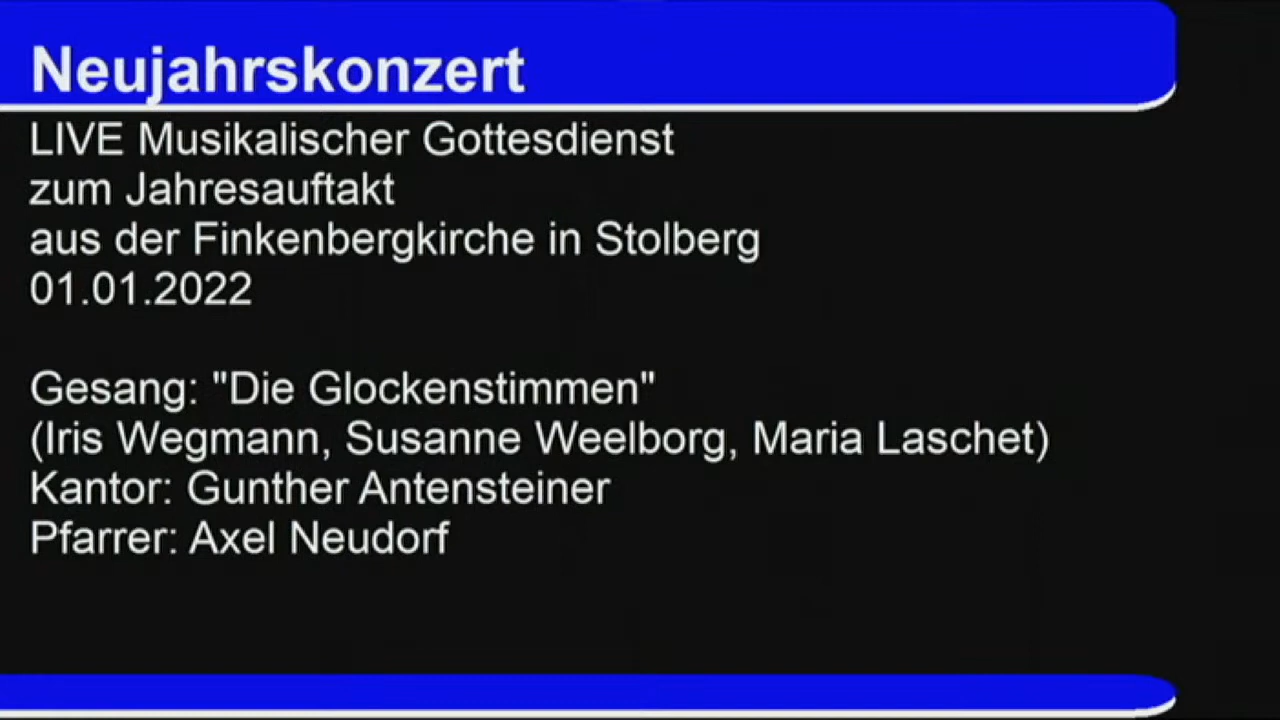 Neujahrskonzert
LIVE Musikalischer Gottesdienst
zum Jahresauftakt
aus der Finkenbergkirche in Stolberg
01.01.2022
Gesang: "Die Glockenstimmen"
(Iris Wegmann, Susanne Weelborg, Maria Laschet)
Kantor: Gunther Antensteiner
Pfarrer: Axel Neudorf